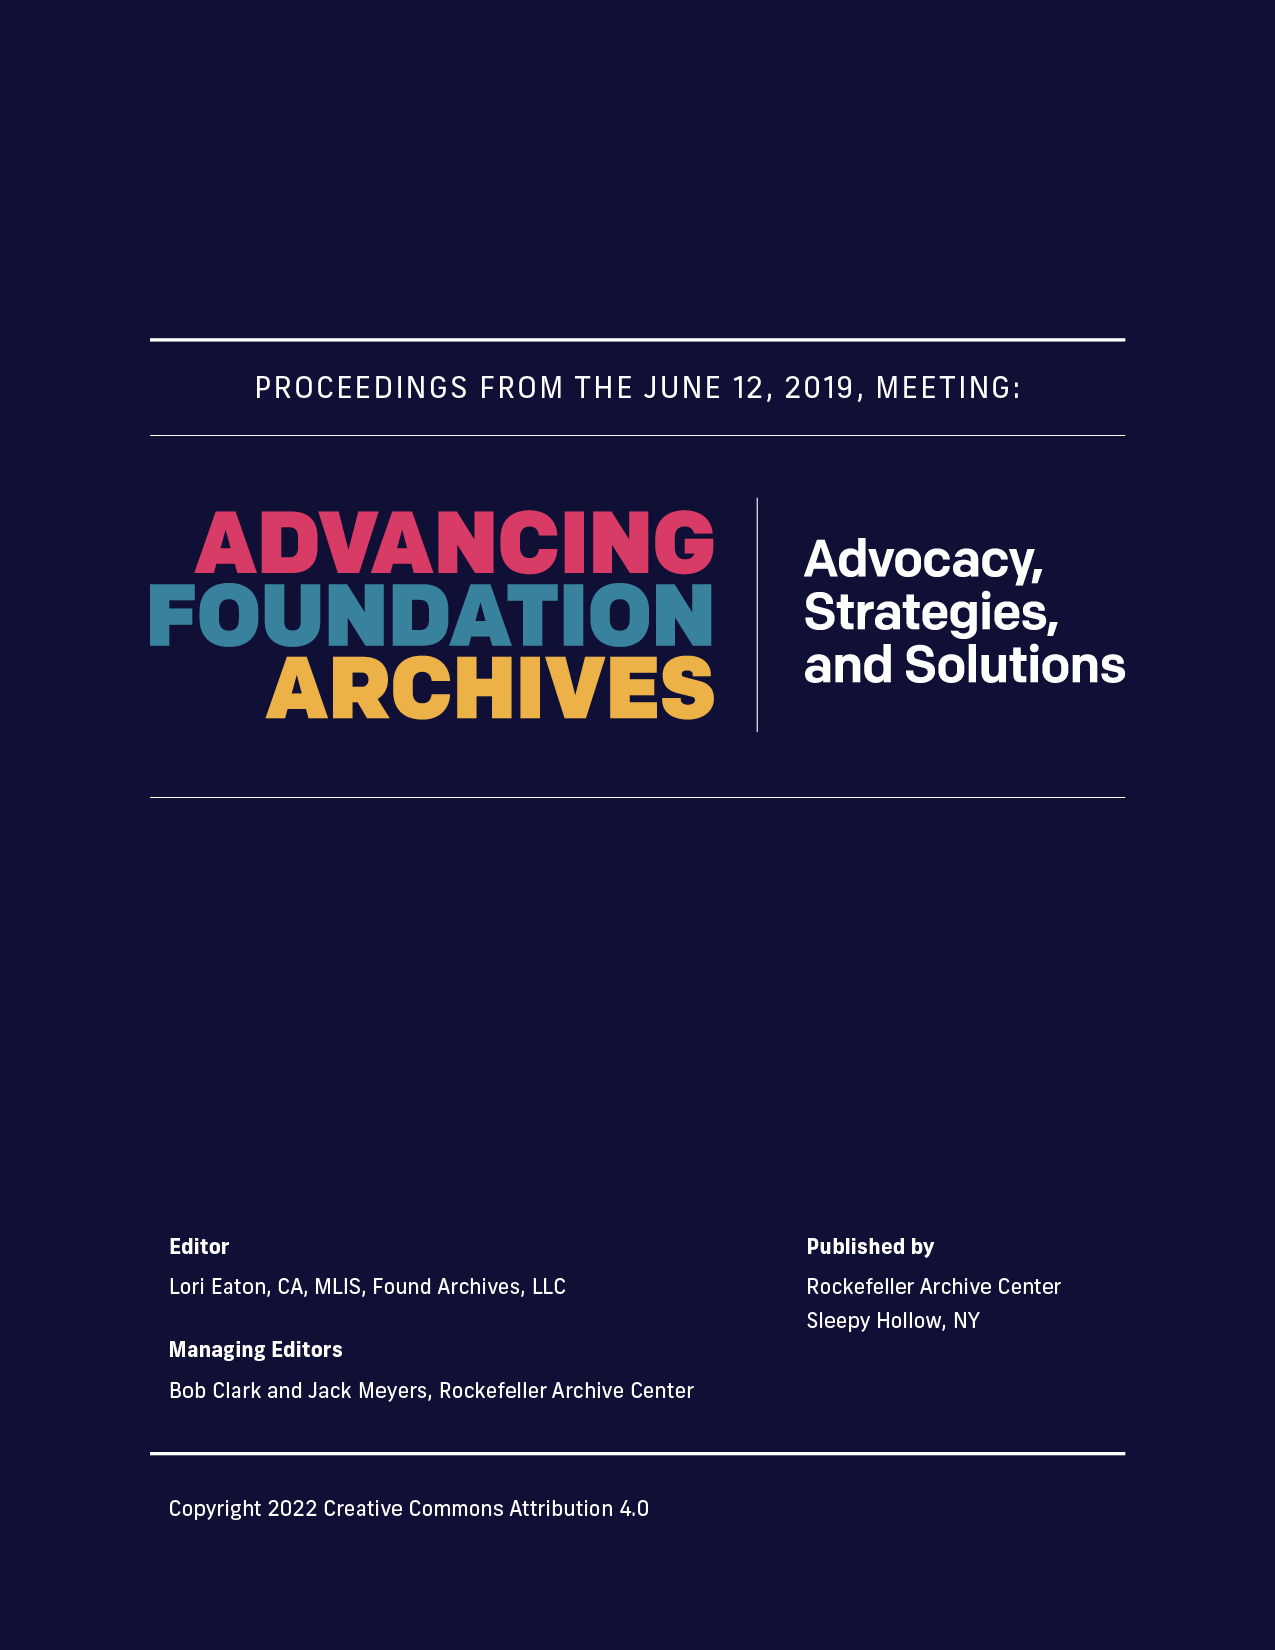 PROCEEDINGS FROM THE JUNE 12, 2019, MEETING:
ADVANCING
FOUNDATION
ARCHIVES
Advocacy,
Strategies,
and Solutions
Editor
Lori Eaton, CA, MLIS, Found Archives, LLC
Managing Editors
Bob Clark and Jack Meyers, Rockefeller Archive Center
Published by
Rockefeller Archive Center
Sleepy Hollow, NY
Copyright 2022 Creative Commons Attribution 4.0